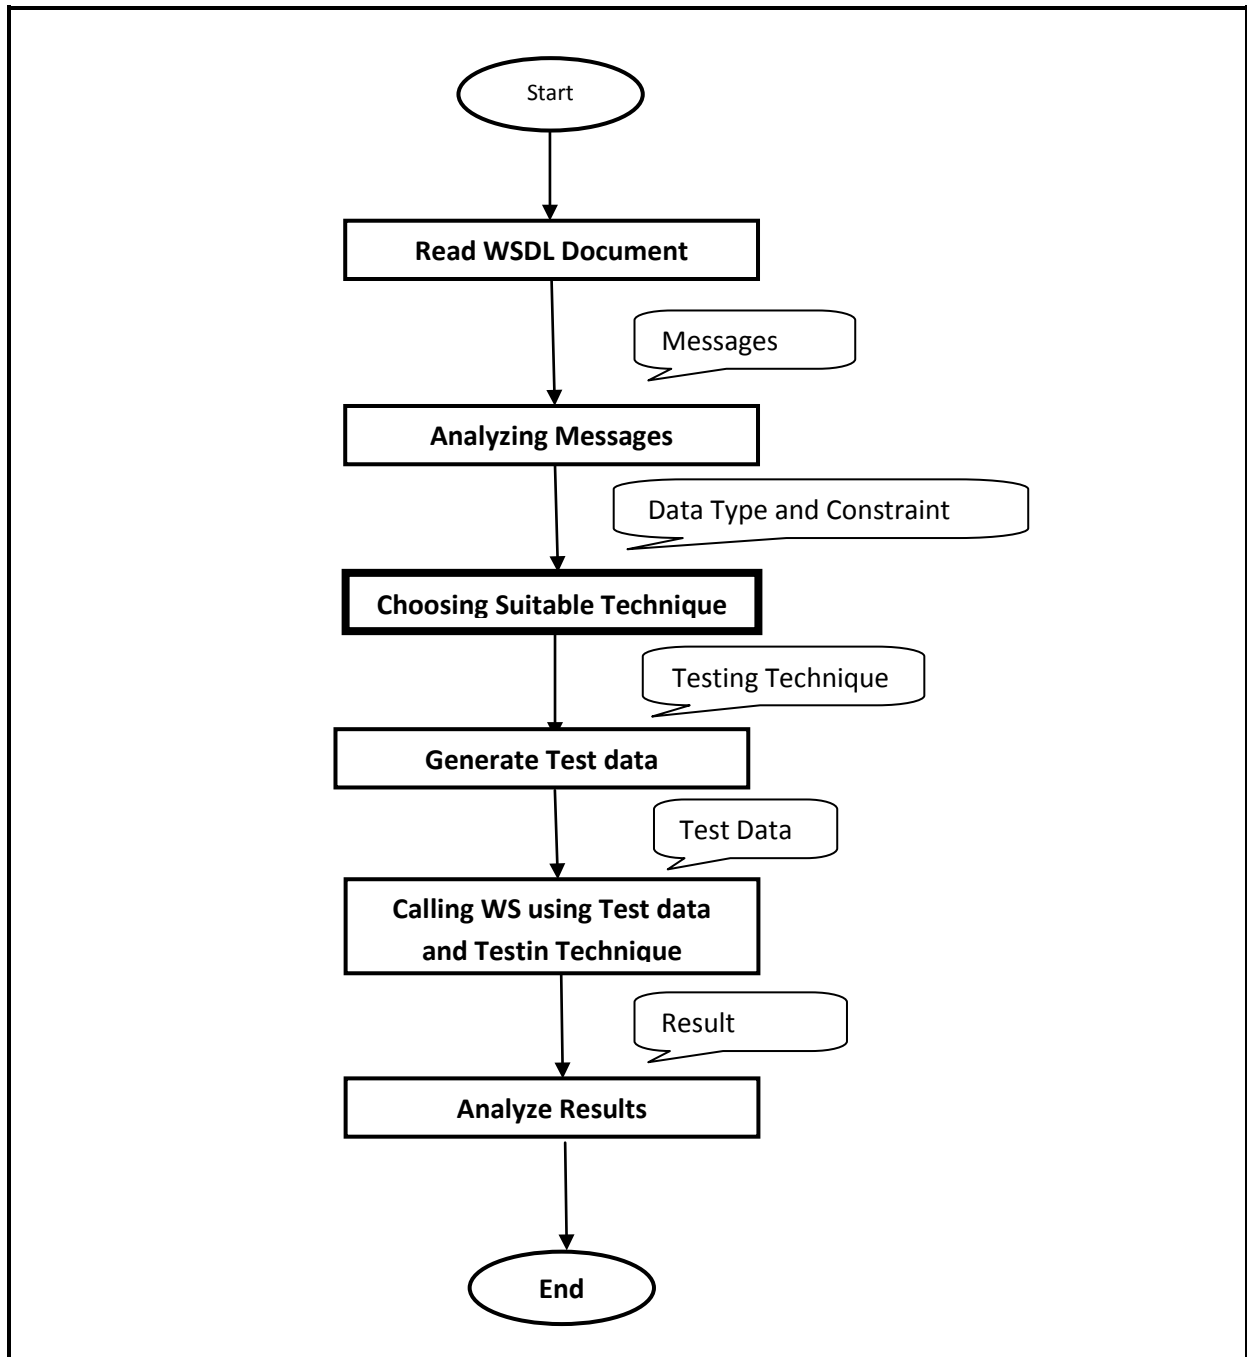 Start
Read WSDL Document
Messages
Analyzing Messages
Data Type and Constraint
Choosing Suitable Technique
Testing Technique
Generate Test data
Test Data
Calling WS using Test data
and Testin Technique
Result
Analyze Results
End